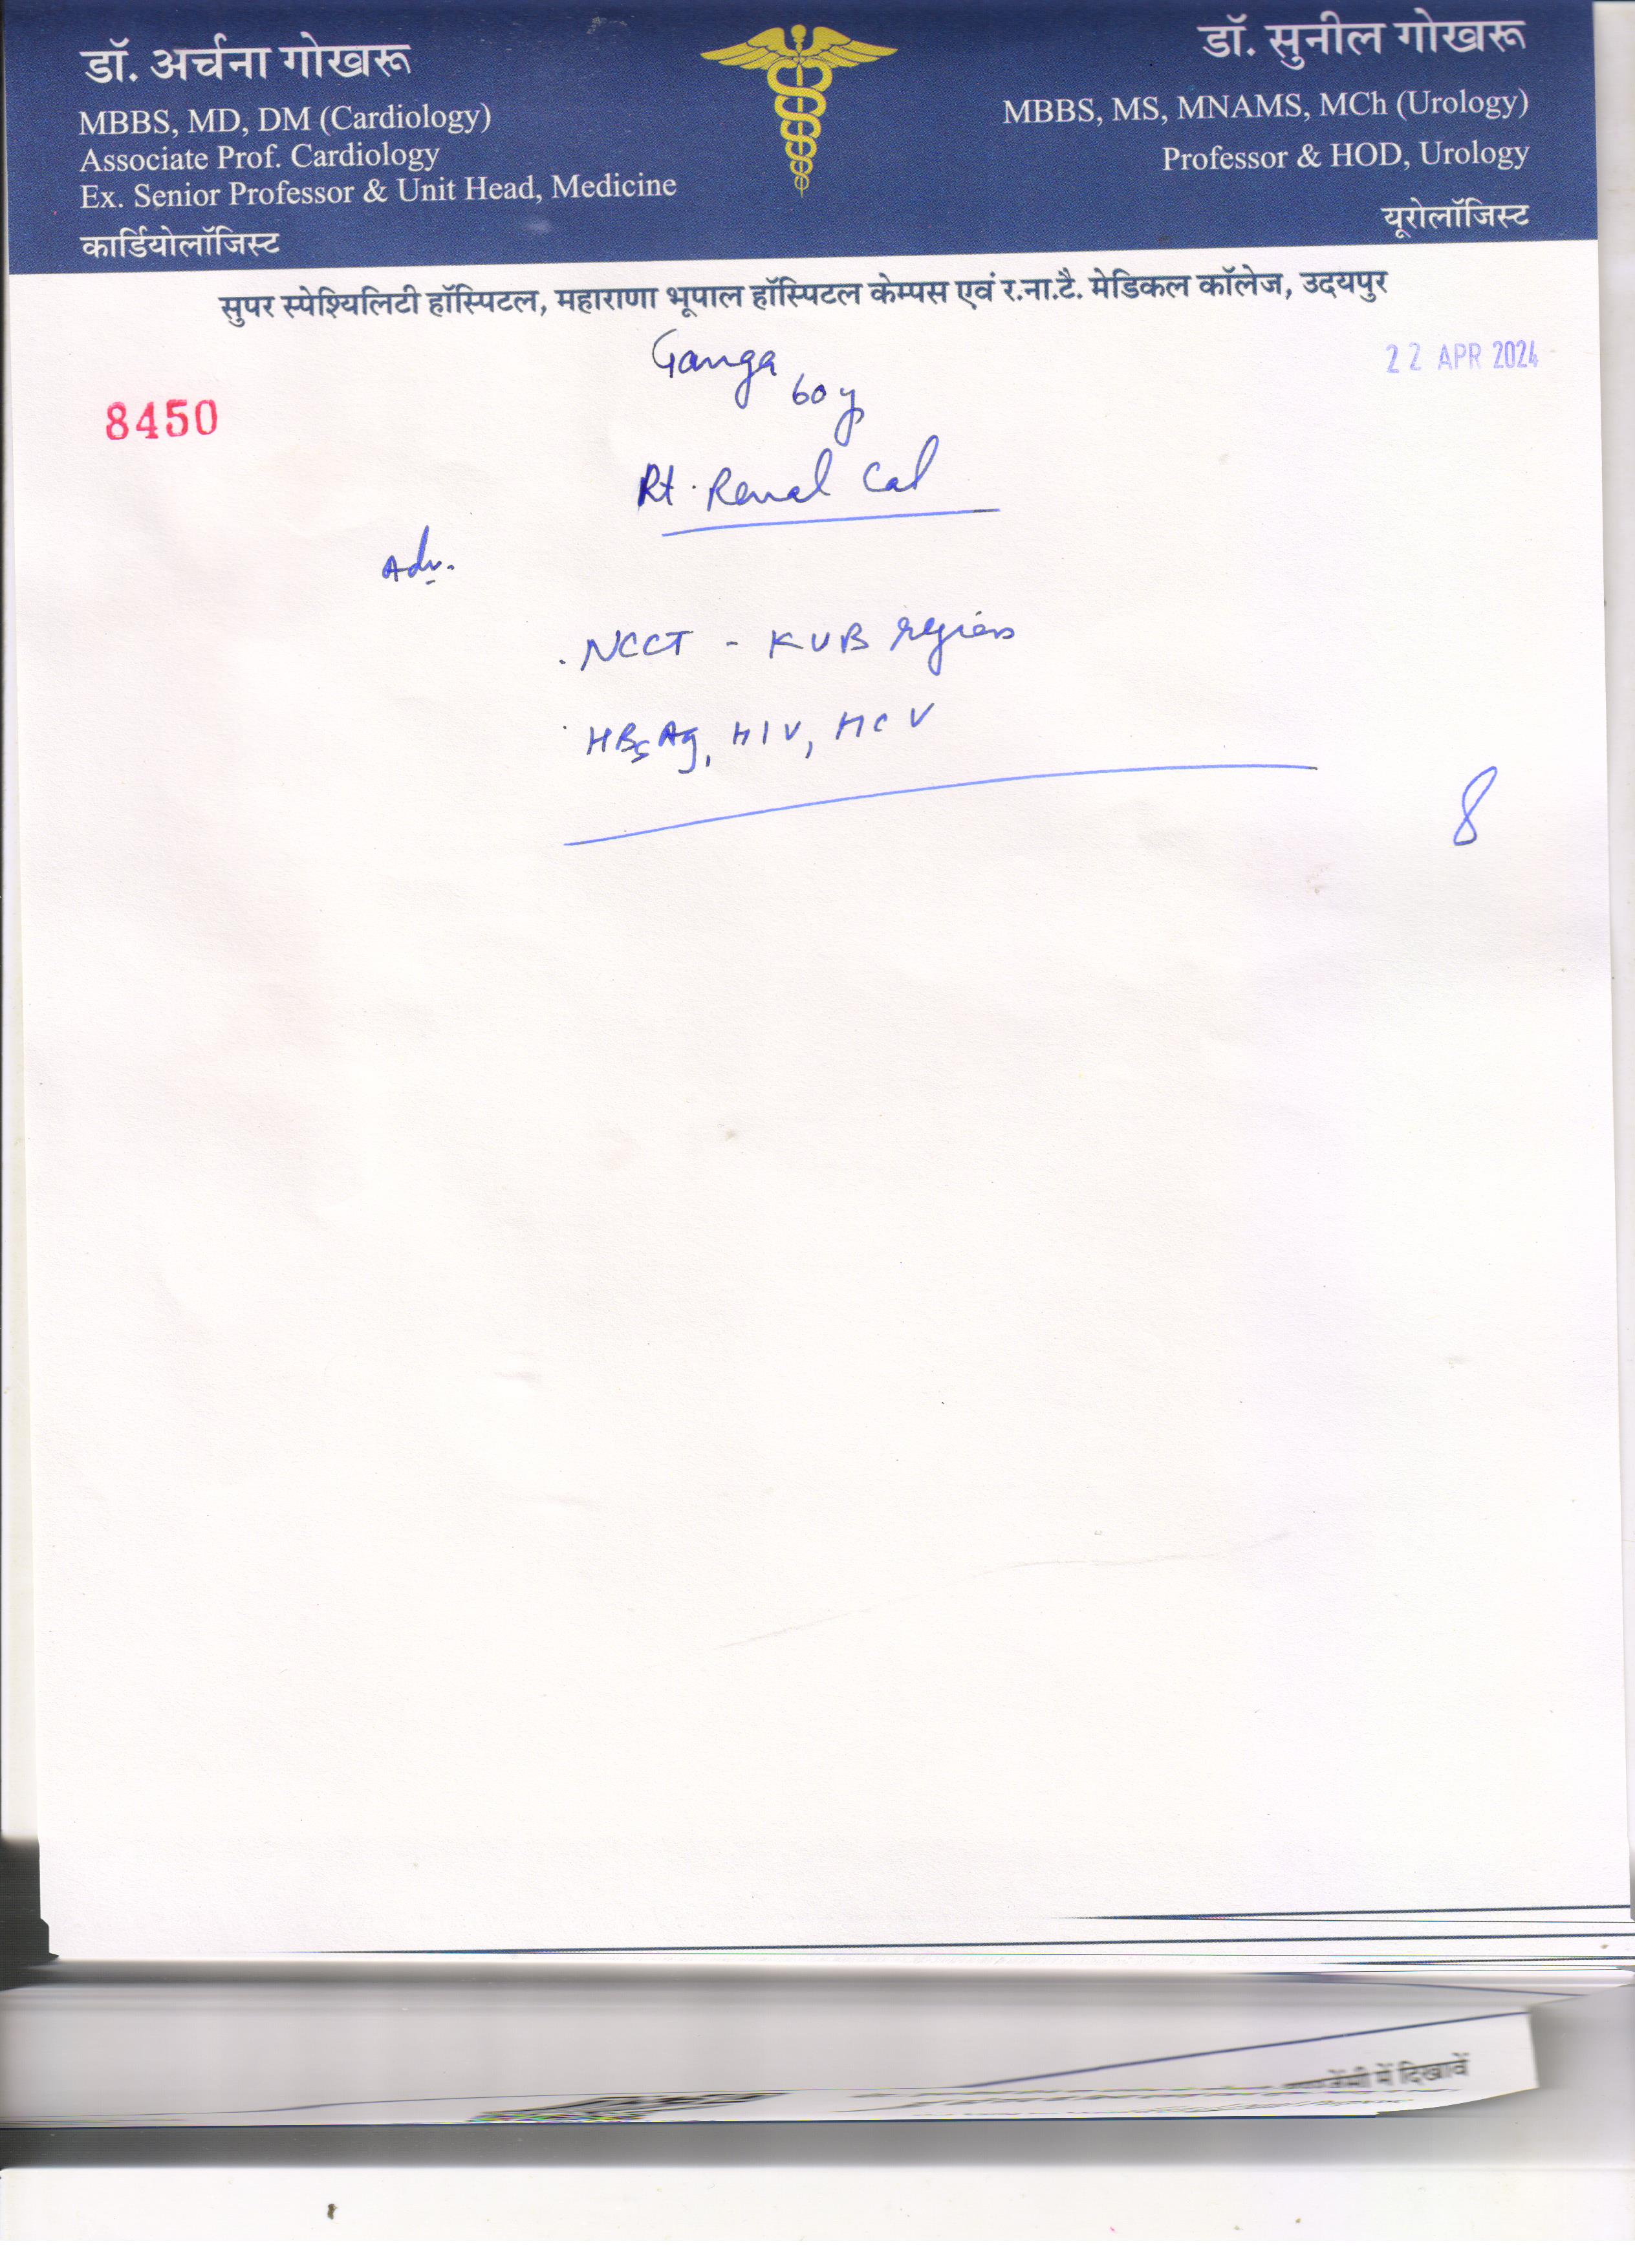 डॉ. अर्चना गोखरू
MBBS, MD, DM (Cardiology)
Associate Prof. Cardiology
Ex. Senior Professor & Unit Head, Medicine
कार्डियोलॉजिस्ट
डॉ. सुनील गोखरू
MBBS, MS, MNAMS, MCh (Urology)
Professor & HOD, Urology
यूरोलॉजिस्ट
सुपर स्पेश्यिलिटी हॉस्पिटल, महाराणा भूपाल हॉस्पिटल केम्पस एवं र.ना.टै. मेडिकल कॉलेज, उदयपुर
22 APR 2024
8450
Ganga
60 y
Rt. Renal Cal
Adv.
. NCCT - KUB region
. HBsAg, HIV, HCV
8
में दिखावें